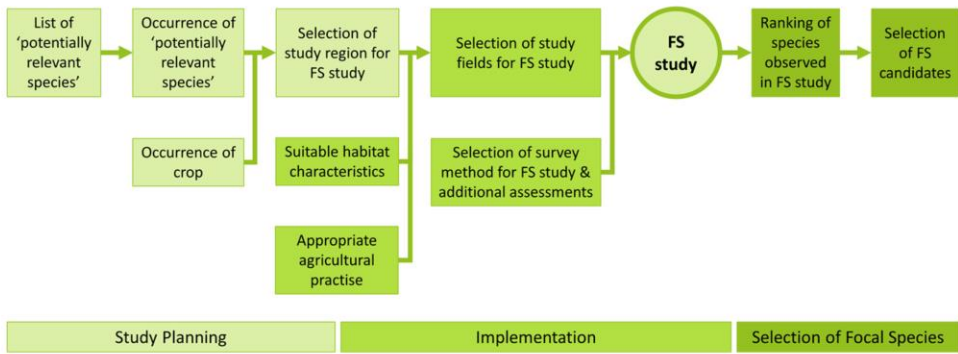 List of
‘potentially
relevant
species’
Occurrence of
‘potentially
relevant
species’
Selection of
study region for
FS study
Selection of study
fields for FS study
FS
study
Ranking of
species
observed
in FS study
Selection
of FS
candidates
Occurrence of
crop
Suitable habitat
characteristics
Selection of survey
method for FS study &
additional assessments
Appropriate
agricultural
practise
Study Planning
Implementation
Selection of Focal Species